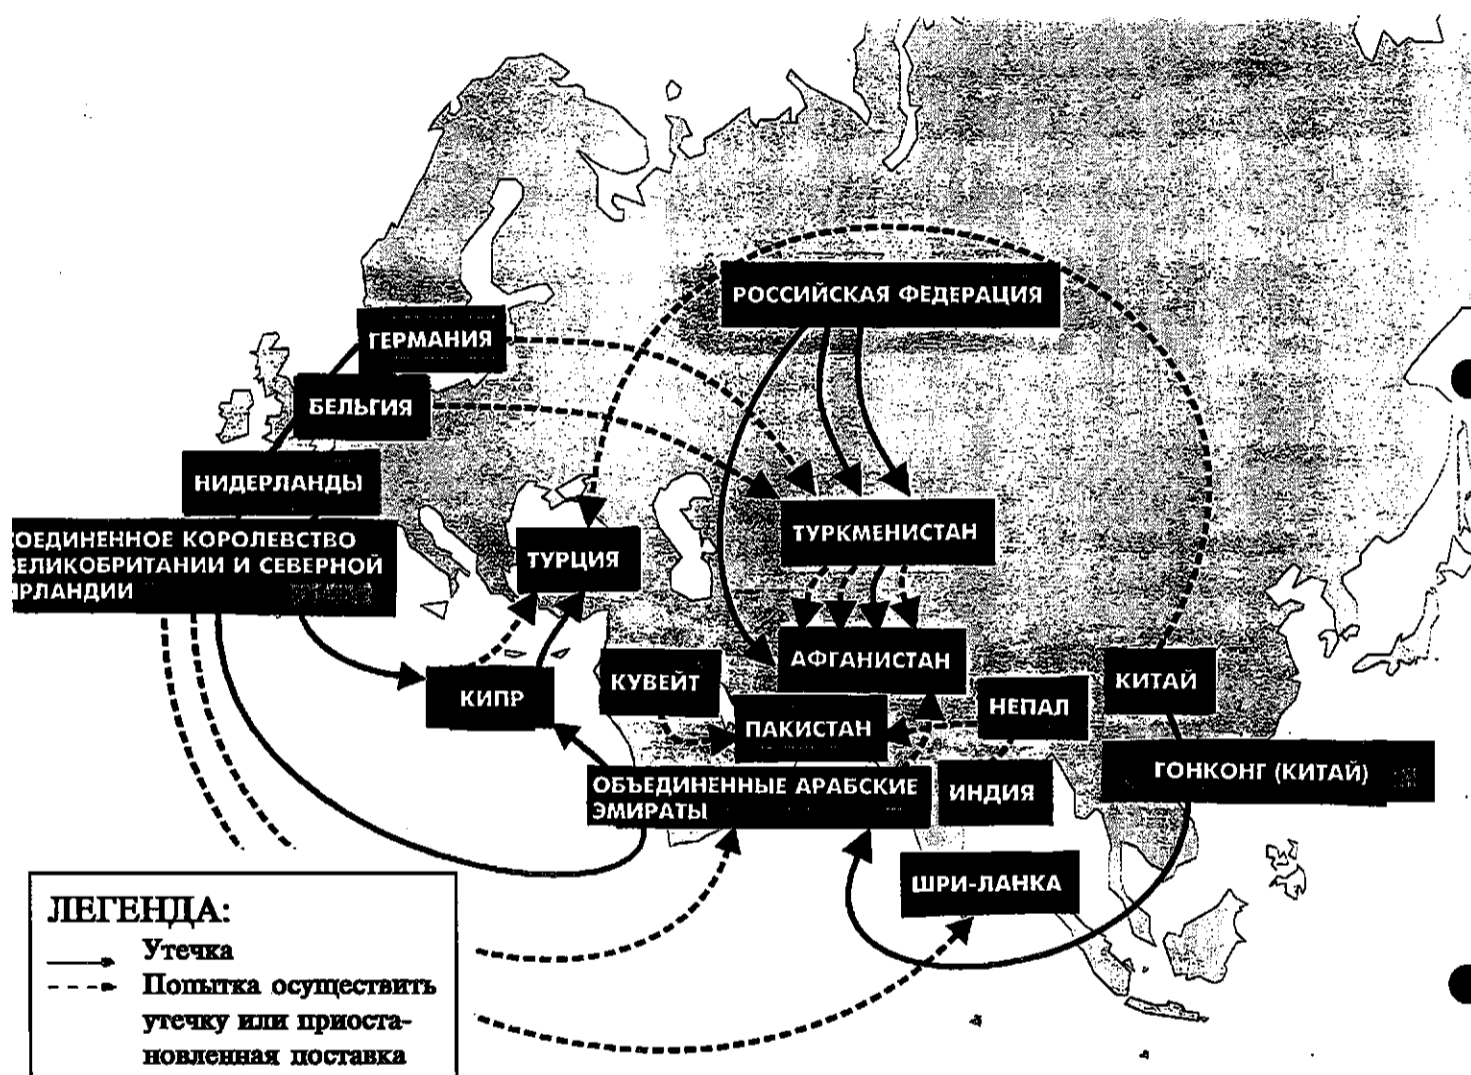 РОССИЙСКАЯ ФЕДЕРАЦИЯ
ГЕРМАНИЯ
БЕЛЬГИЯ
НИДЕРЛАНДЫ
ОЕДИНЕННОЕ КОРОЛЕВСТВО
ВЕЛИКОБРИТАНИИ И СЕВЕРНОЙ
ИРЛАНДИИ
ТУРЦИЯ
ТУРКМЕНИСТАН
АФГАНИСТАН
КИПР
КУВЕЙТ
ПАКИСТАН
НЕПАЛ
КИТАЙ
ГОНКОНГ (КИТАЙ)
ОБЪЕДИНЕННЫЕ АРАБСКИЕ
ЭМИРАТЫ
ИНДИЯ
ШРИ-ЛАНКА
ЛЕГЕНДА:
Утечка
Попытка осуществить
утечку или приоста-
новленная поставка